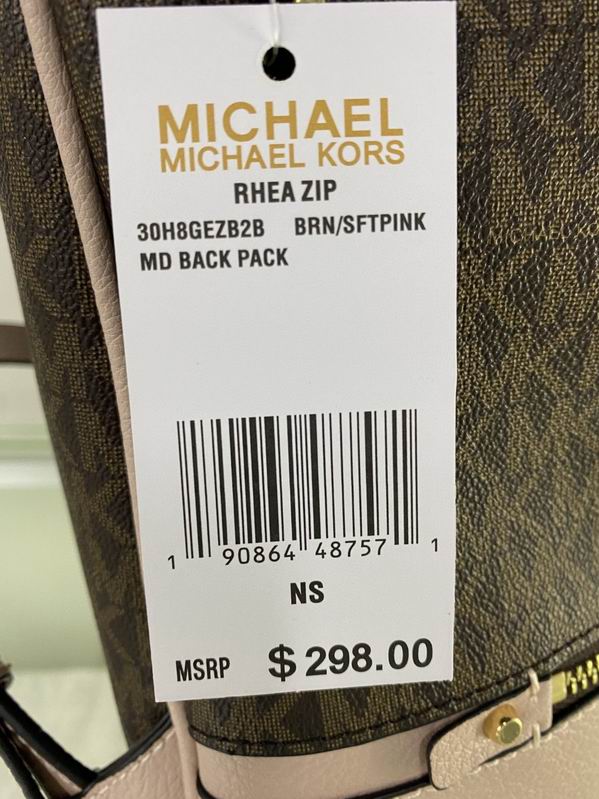 MICHAEL
MICHAEL KORS
RHEA ZIP
30H8GEZB2B BRN/SFTPINK
MD BACK PACK
1 90864 48757 1
NS
MSRP $298.00